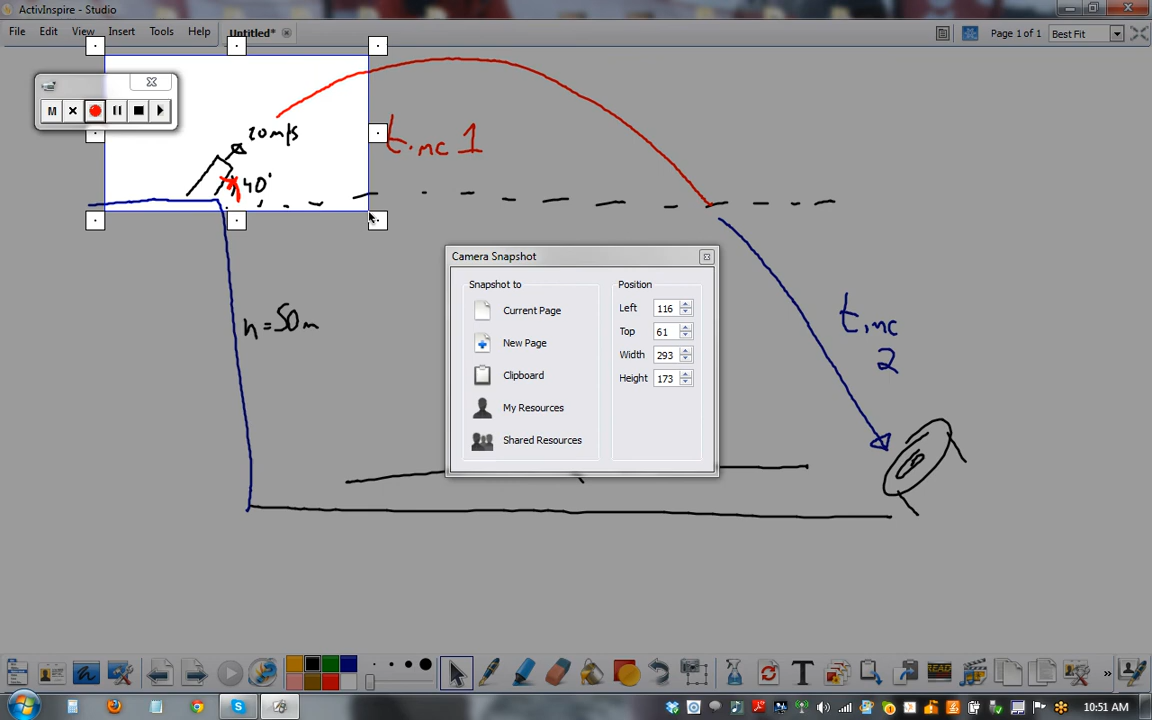 ActivInspire - Studio
File Edit View Insert Tools Help Untitled* Page 1 of 1 Best Fit
M
20m/s
40°
time 1
h=50m
time
2
Camera Snapshot
Snapshot to
Current Page
New Page
Clipboard
My Resources
Shared Resources
Position
Left 116
Top 61
Width 293
Height 173
T READ »
10:51 AM